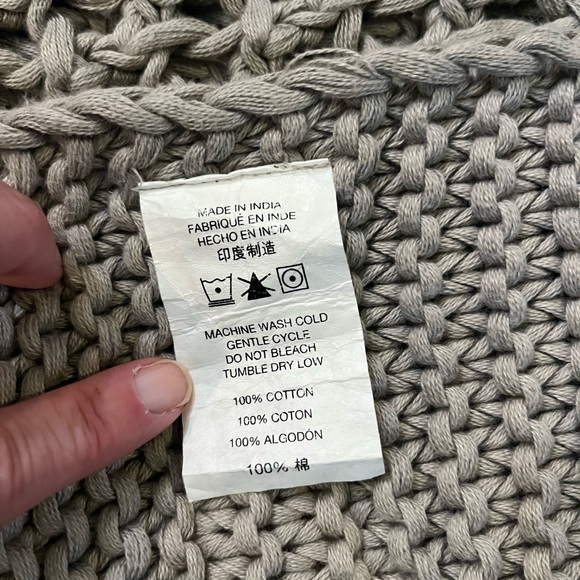 MADE IN INDIA
FABRIQUÉ EN INDE
HECHO EN INDIA
印度制造
MACHINE WASH COLD
GENTLE CYCLE
DO NOT BLEACH
TUMBLE DRY LOW
100% COTTON
100% COTON
100% ALGODÓN
100% 棉